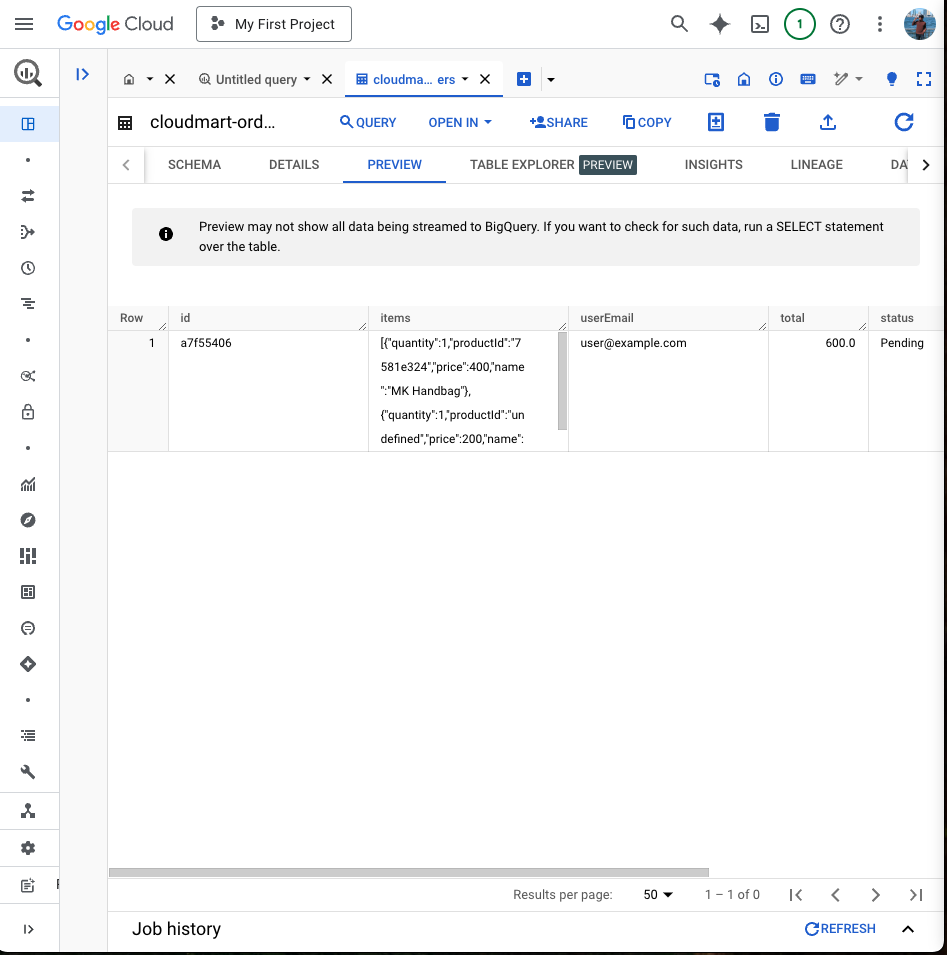 Google Cloud
My First Project
1
Untitled query
cloudma... ers
cloudmart-ord...
QUERY
OPEN IN
SHARE
COPY
SCHEMA
DETAILS
PREVIEW
TABLE EXPLORER PREVIEW
INSIGHTS
LINEAGE
DA
Preview may not show all data being streamed to BigQuery. If you want to check for such data, run a SELECT statement
over the table.
Row
id
items
userEmail
total
status
1
a7f55406
[{"quantity":1,"productId":"7
581e324","price":400,"name
":"MK Handbag"},
{"quantity":1,"productId":"un
defined","price":200,"name":
user@example.com
600.0
Pending
Results per page:
50
1 – 1 of 0
Job history
REFRESH